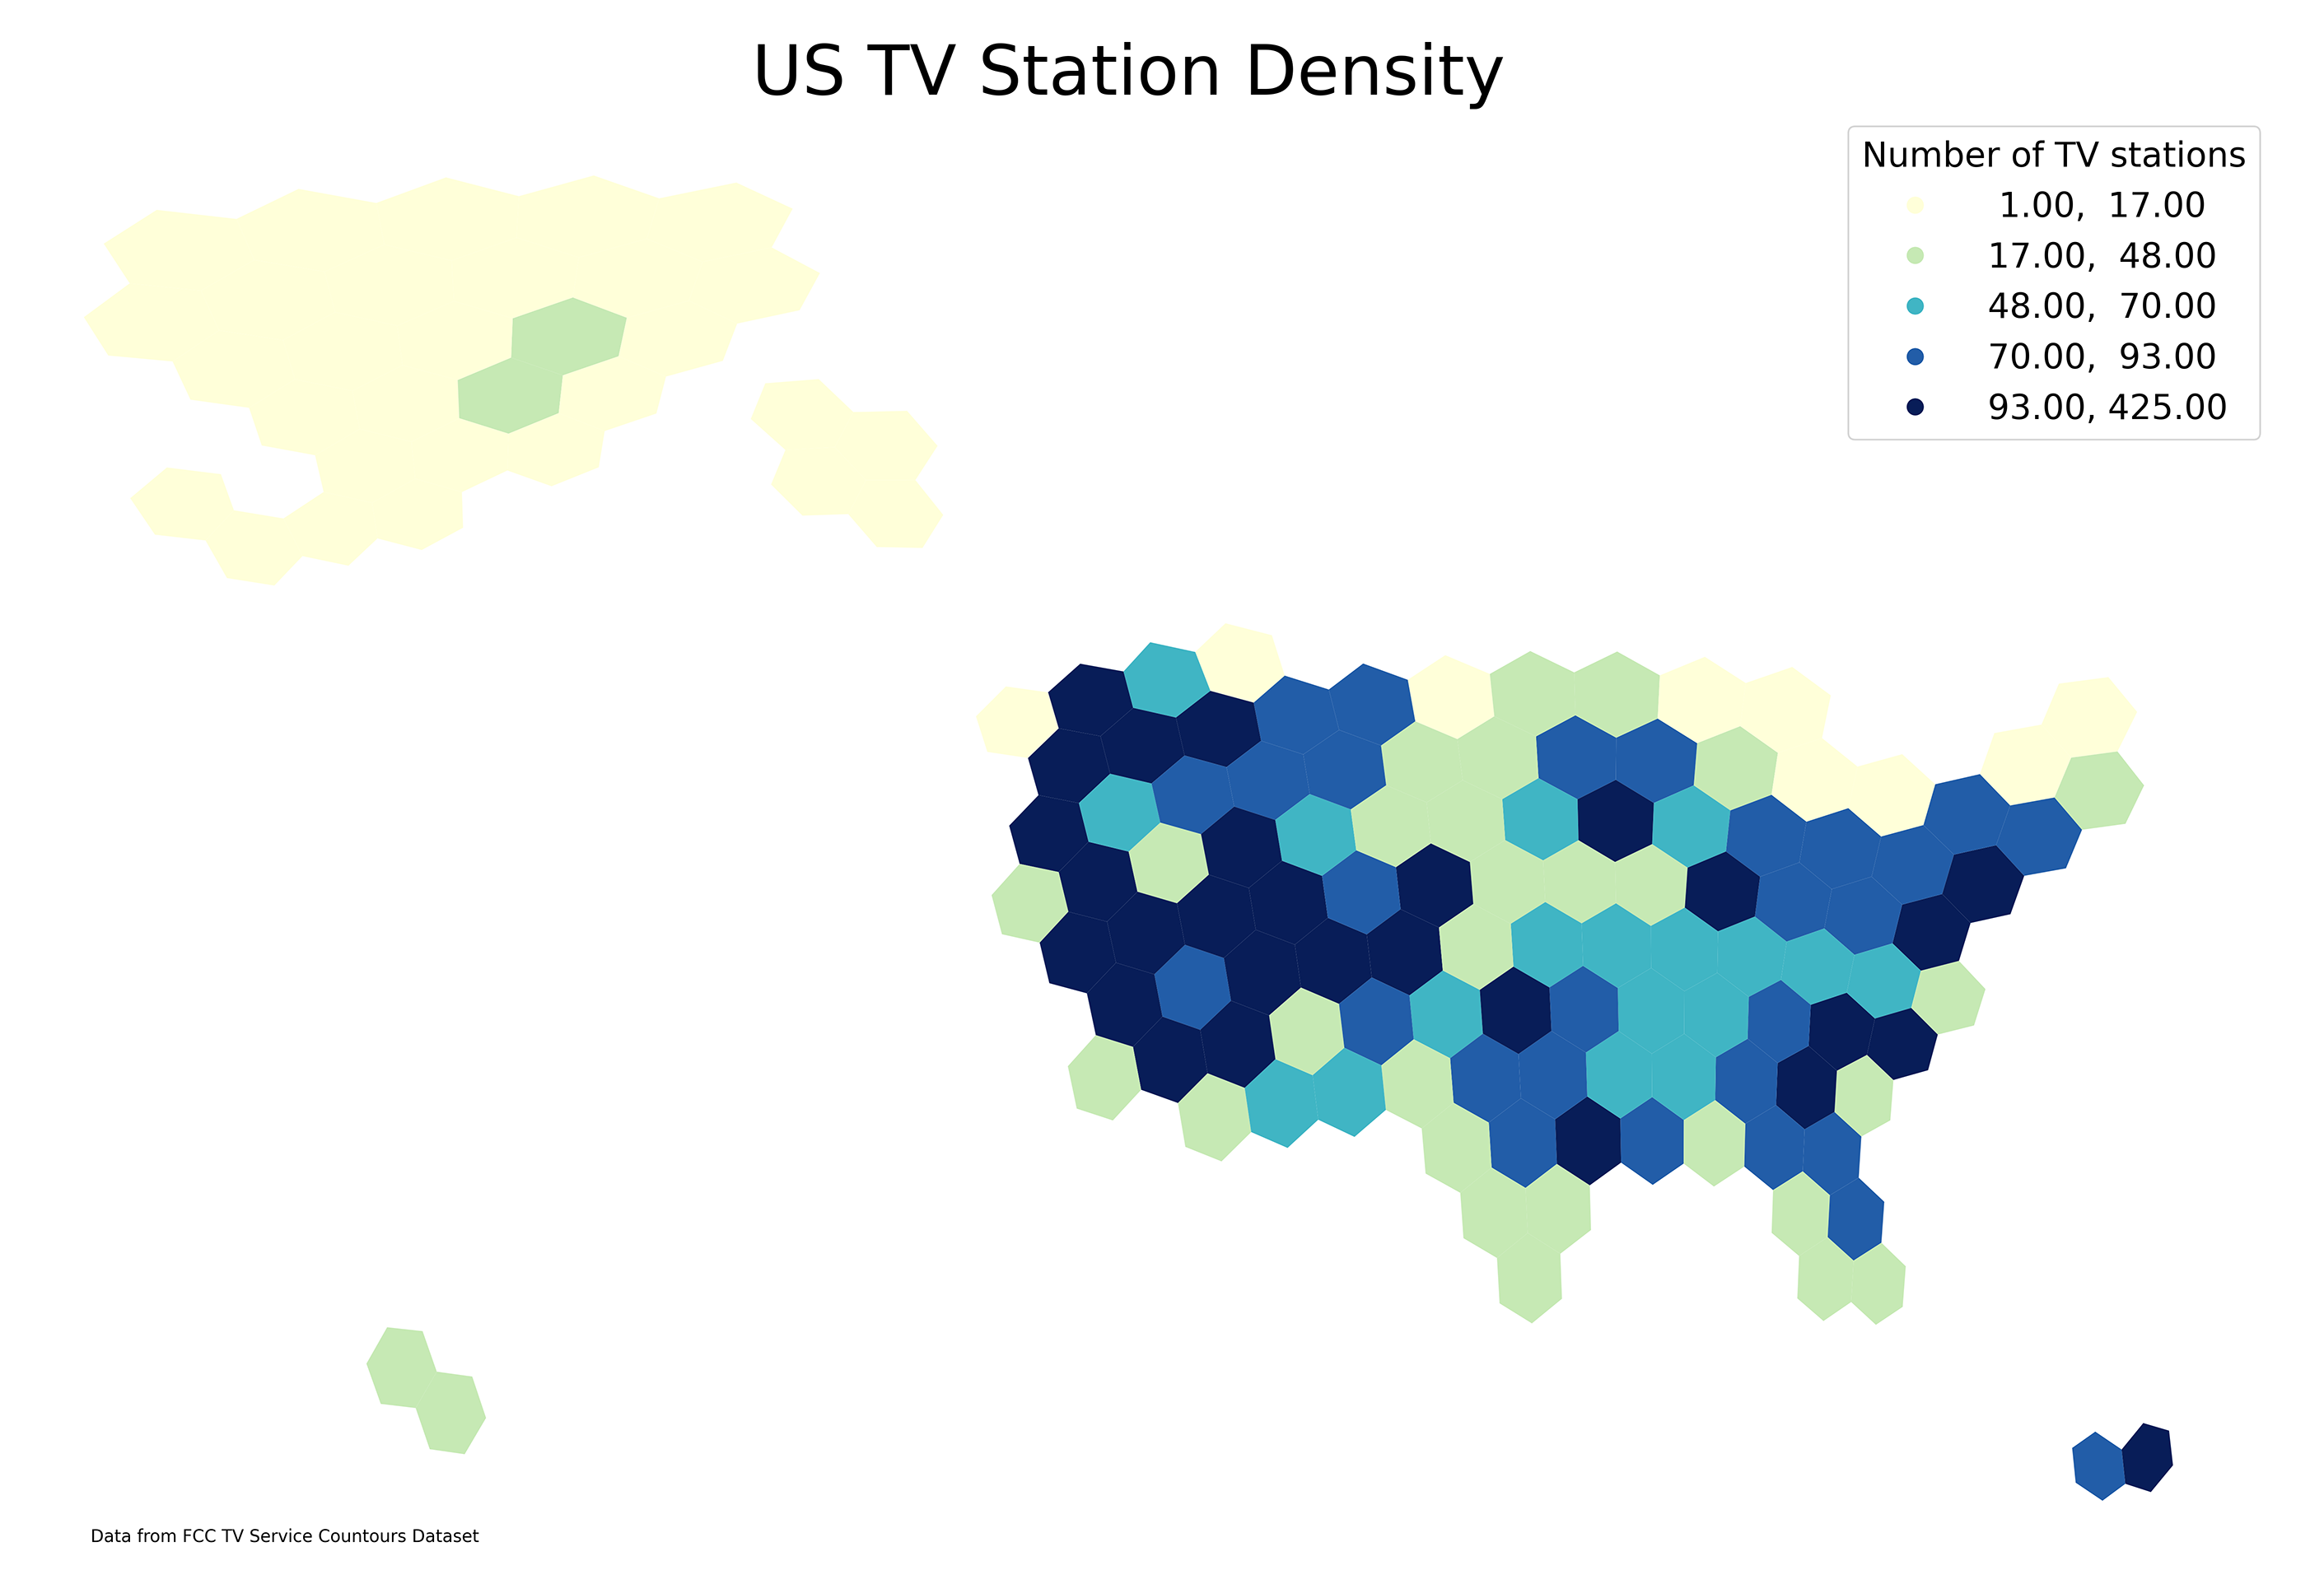 US TV Station Density
Number of TV stations
1.00, 17.00
17.00, 48.00
48.00, 70.00
70.00, 93.00
93.00, 425.00
Data from FCC TV Service Countours Dataset